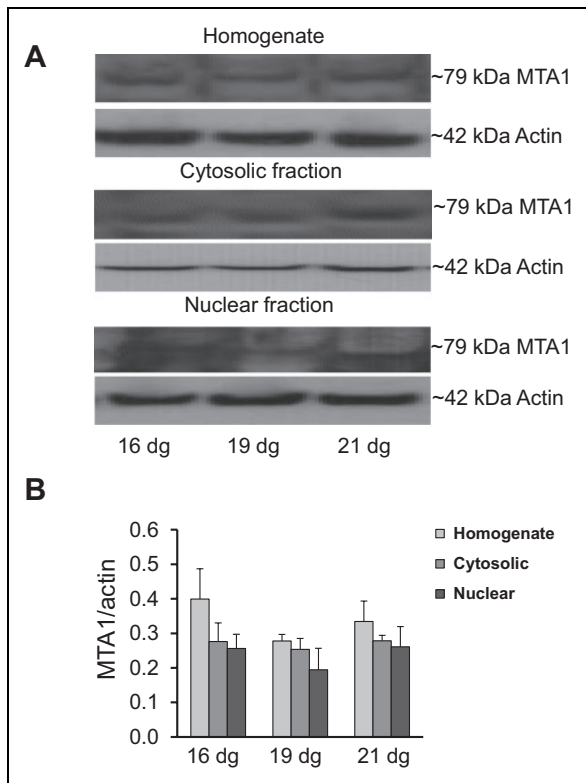 A
Homogenate
~79 kDa MTA1
~42 kDa Actin
Cytosolic fraction
~79 kDa MTA1
~42 kDa Actin
Nuclear fraction
~79 kDa MTA1
~42 kDa Actin
16 dg 19 dg 21 dg
B
MTA1/actin
0.6
0.5
0.4
0.3
0.2
0.1
0.0
16 dg 19 dg 21 dg
Homogenate
Cytosolic
Nuclear